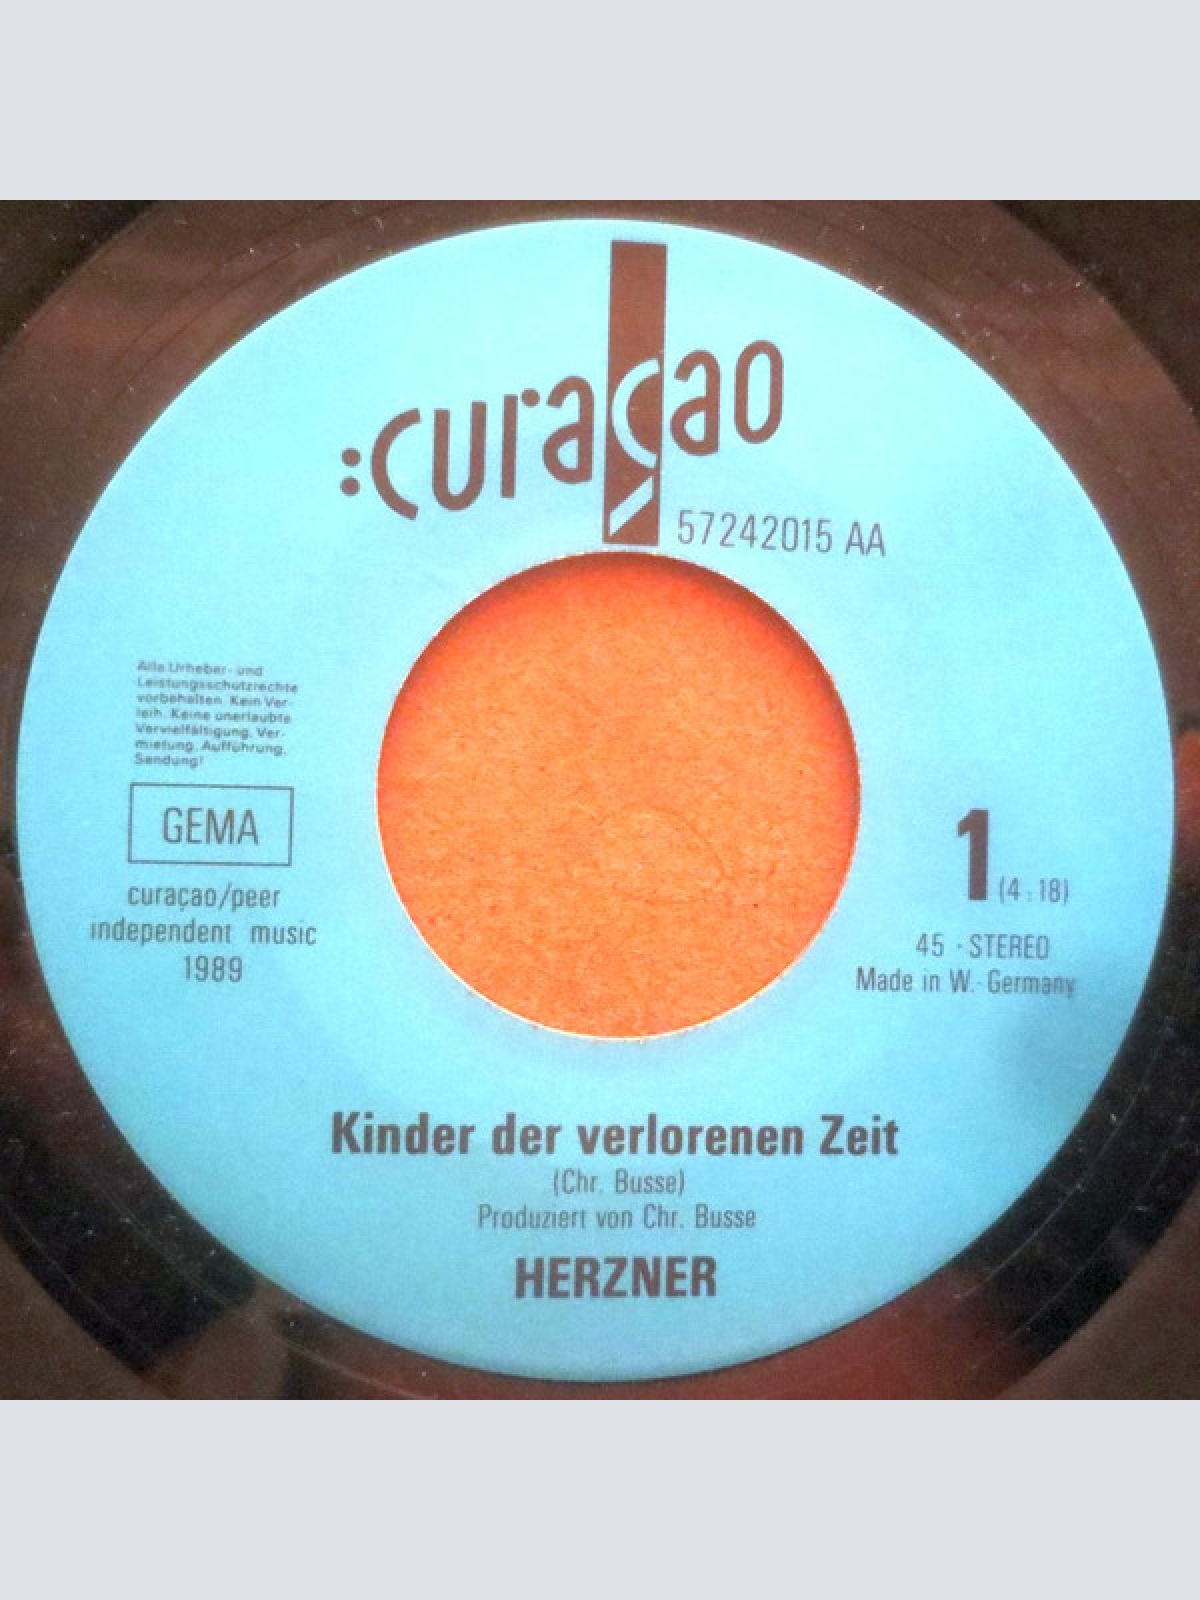 :curaçao
57242015 AA
Alle Urheber- und
Leistungsschutzrechte
vorbehalten. Kein Ver-
leih. Keine unerlaubte
Vervielfältigung, Ver-
mietung, Aufführung,
Sendung!
GEMA
curaçao/peer
independent music
1989
1 (4:18)
45 · STEREO
Made in W.-Germany
Kinder der verlorenen Zeit
(Chr. Busse)
Produziert von Chr. Busse
HERZNER